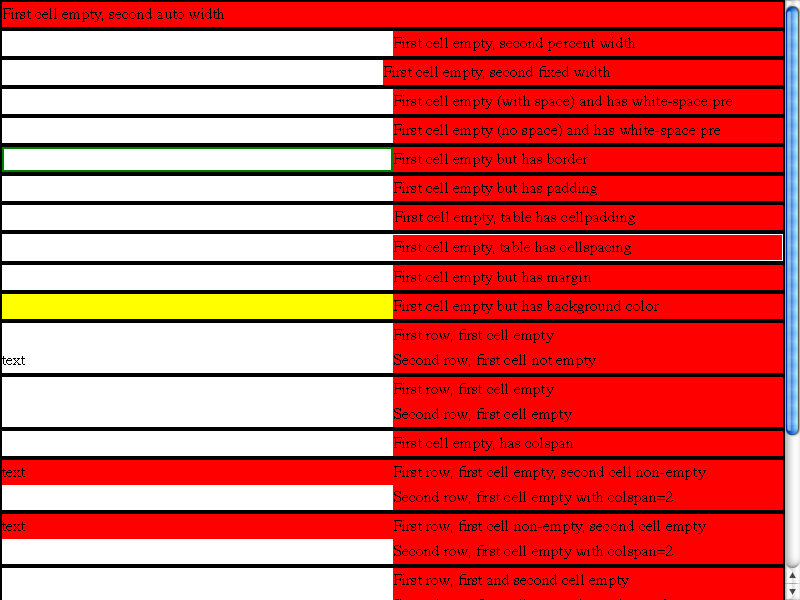 First cell empty, second auto width
First cell empty, second percent width
First cell empty, second fixed width
First cell empty (with space) and has white-space:pre
First cell empty (no space) and has white-space:pre
First cell empty but has border
First cell empty but has padding
First cell empty, table has cellpadding
First cell empty, table has cellspacing
First cell empty but has margin
First cell empty but has background color
First row, first cell empty
text Second row, first cell not empty
First row, first cell empty
Second row, first cell empty
First cell empty, has colspan
text First row, first cell empty, second cell non-empty
Second row, first cell empty with colspan=2
text First row, first cell non-empty, second cell empty
Second row, first cell empty with colspan=2
First row, first and second cell empty